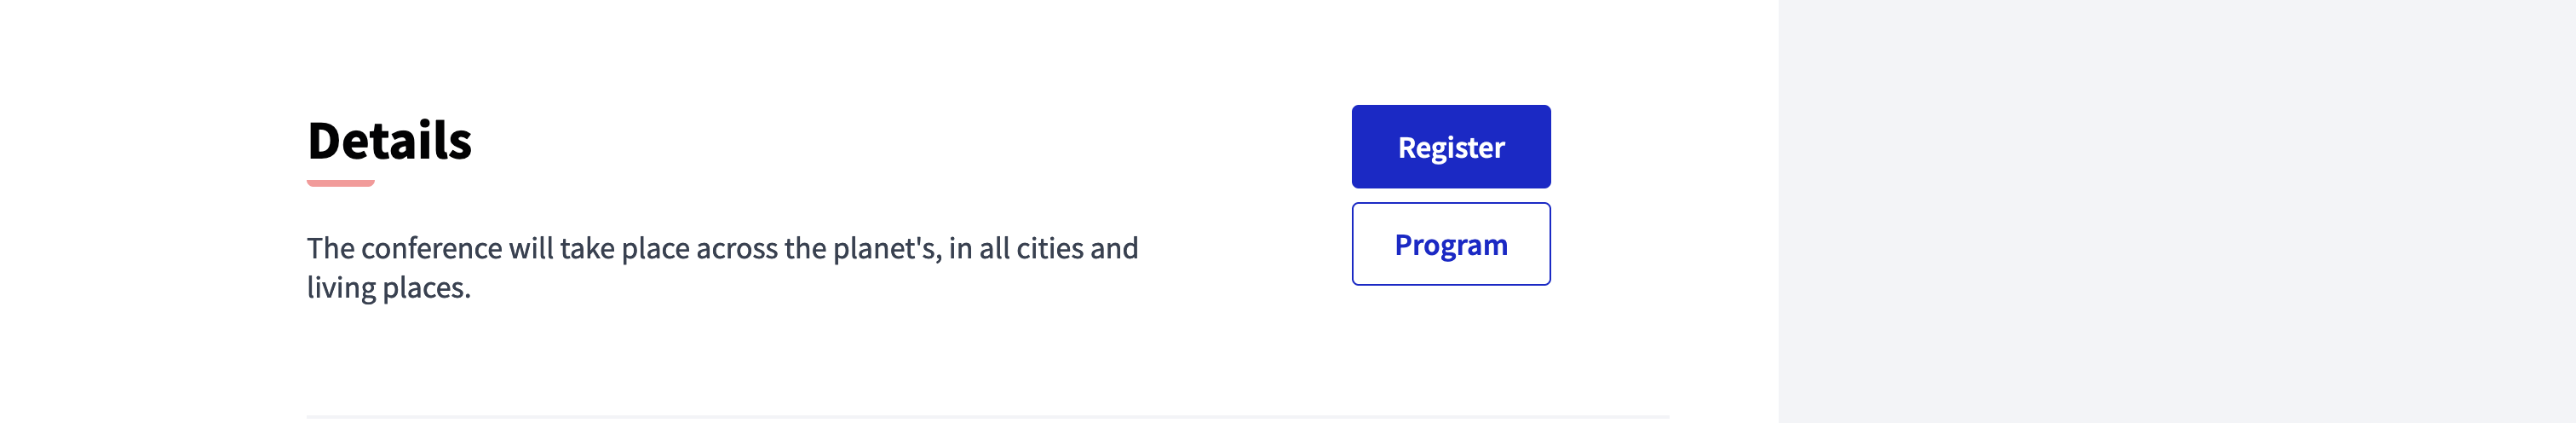 Details
The conference will take place across the planet's, in all cities and
living places.
Register
Program